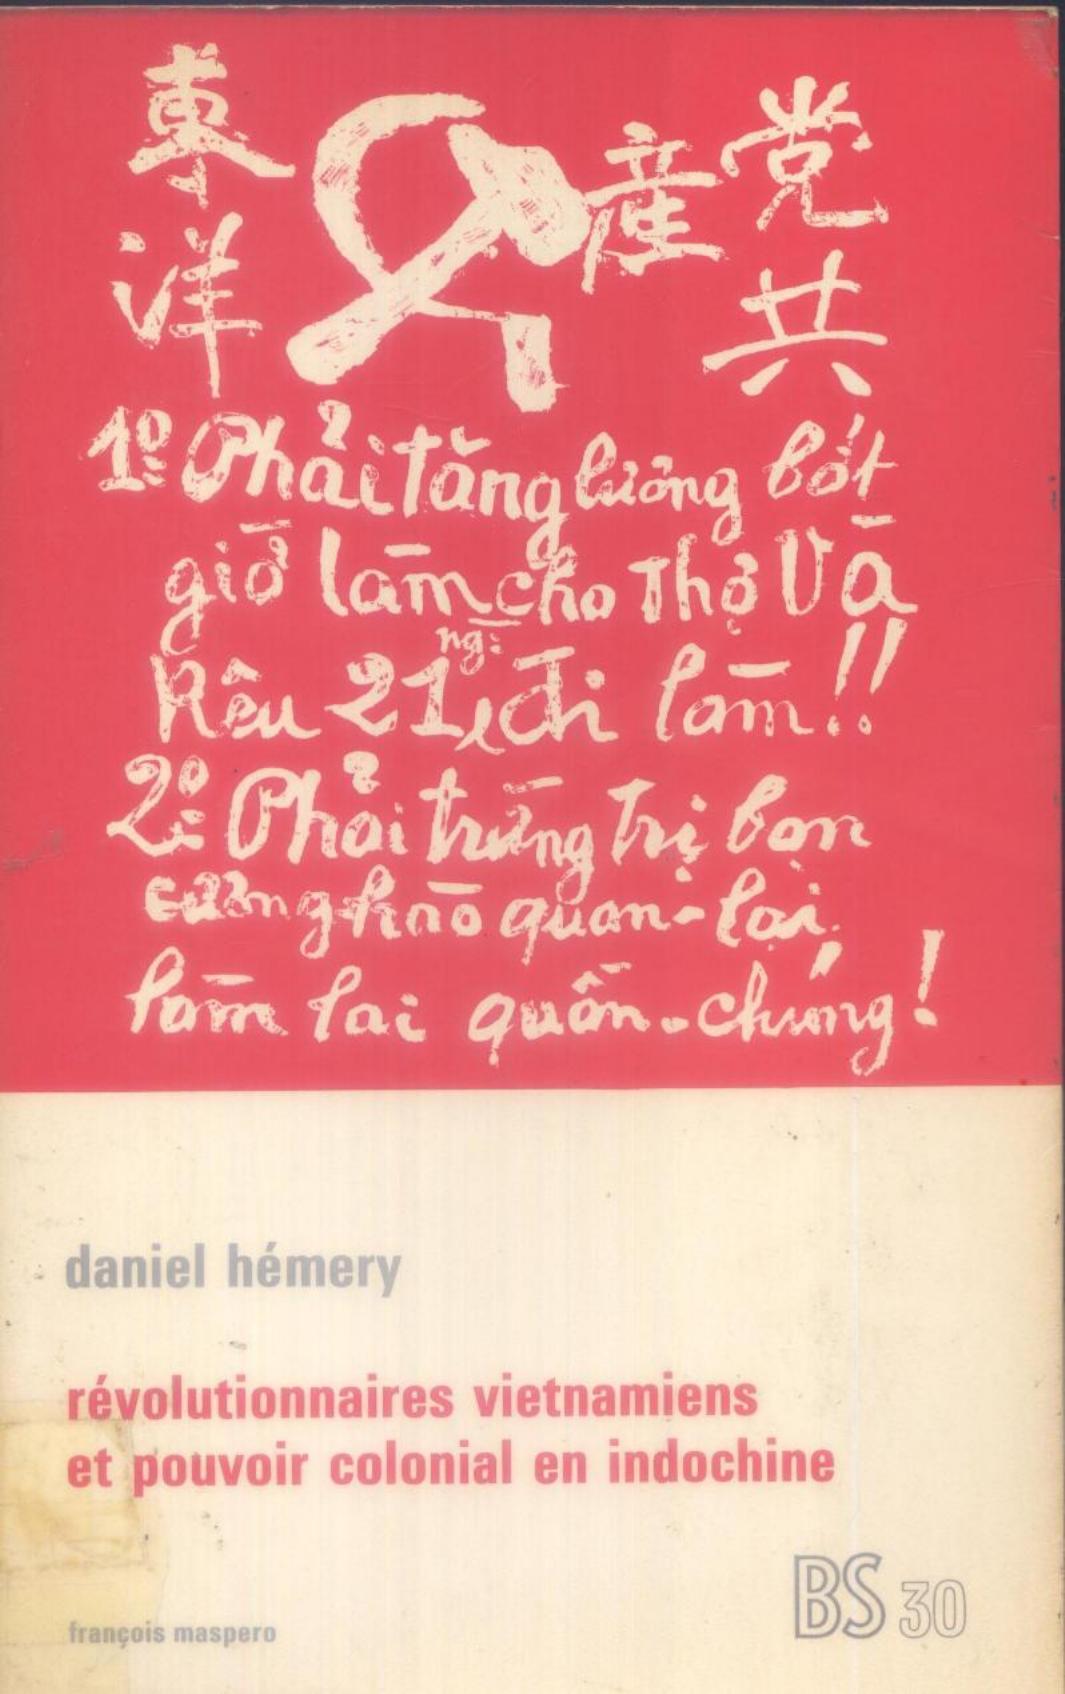 東洋
產
党共
1º= Phải tăng lương bớt
giờ làm cho thợ Và
Kêu 21 ng: đi làm!!
2º= Phải trừng trị bọn
cường-hào quan-lại
làm lai quần-chúng!
daniel hémery
révolutionnaires vietnamiens
et pouvoir colonial en indochine
BS 30
françois maspero